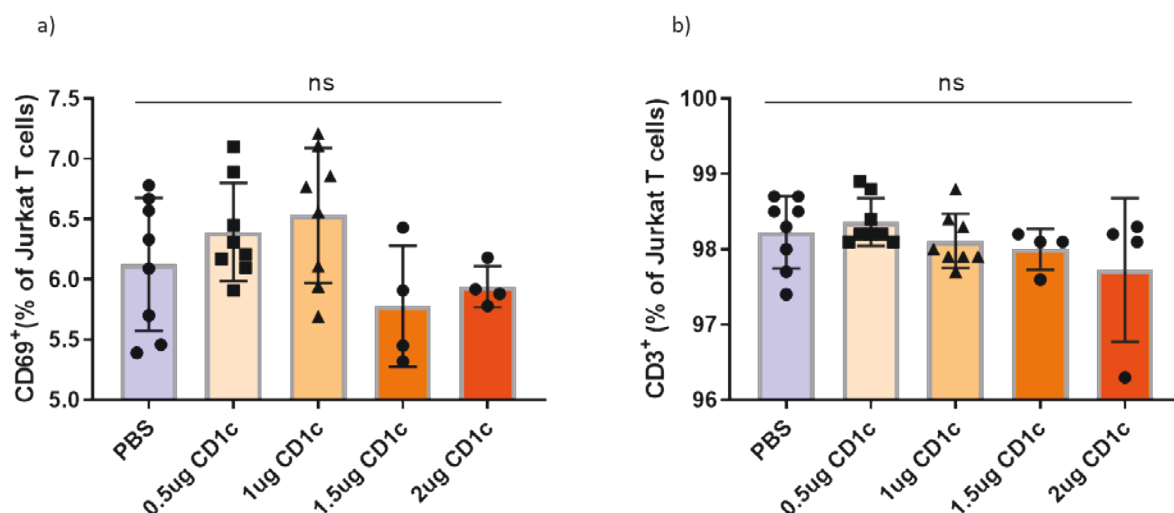 a)
ns
CD69⁺(% of Jurkat T cells)
7.5
7.0
6.5
6.0
5.5
5.0
PBS
0.5ug CD1c
1ug CD1c
1.5ug CD1c
2ug CD1c
b)
ns
CD3⁺ (% of Jurkat T cells)
100
99
98
97
96
PBS
0.5ug CD1c
1ug CD1c
1.5ug CD1c
2ug CD1c